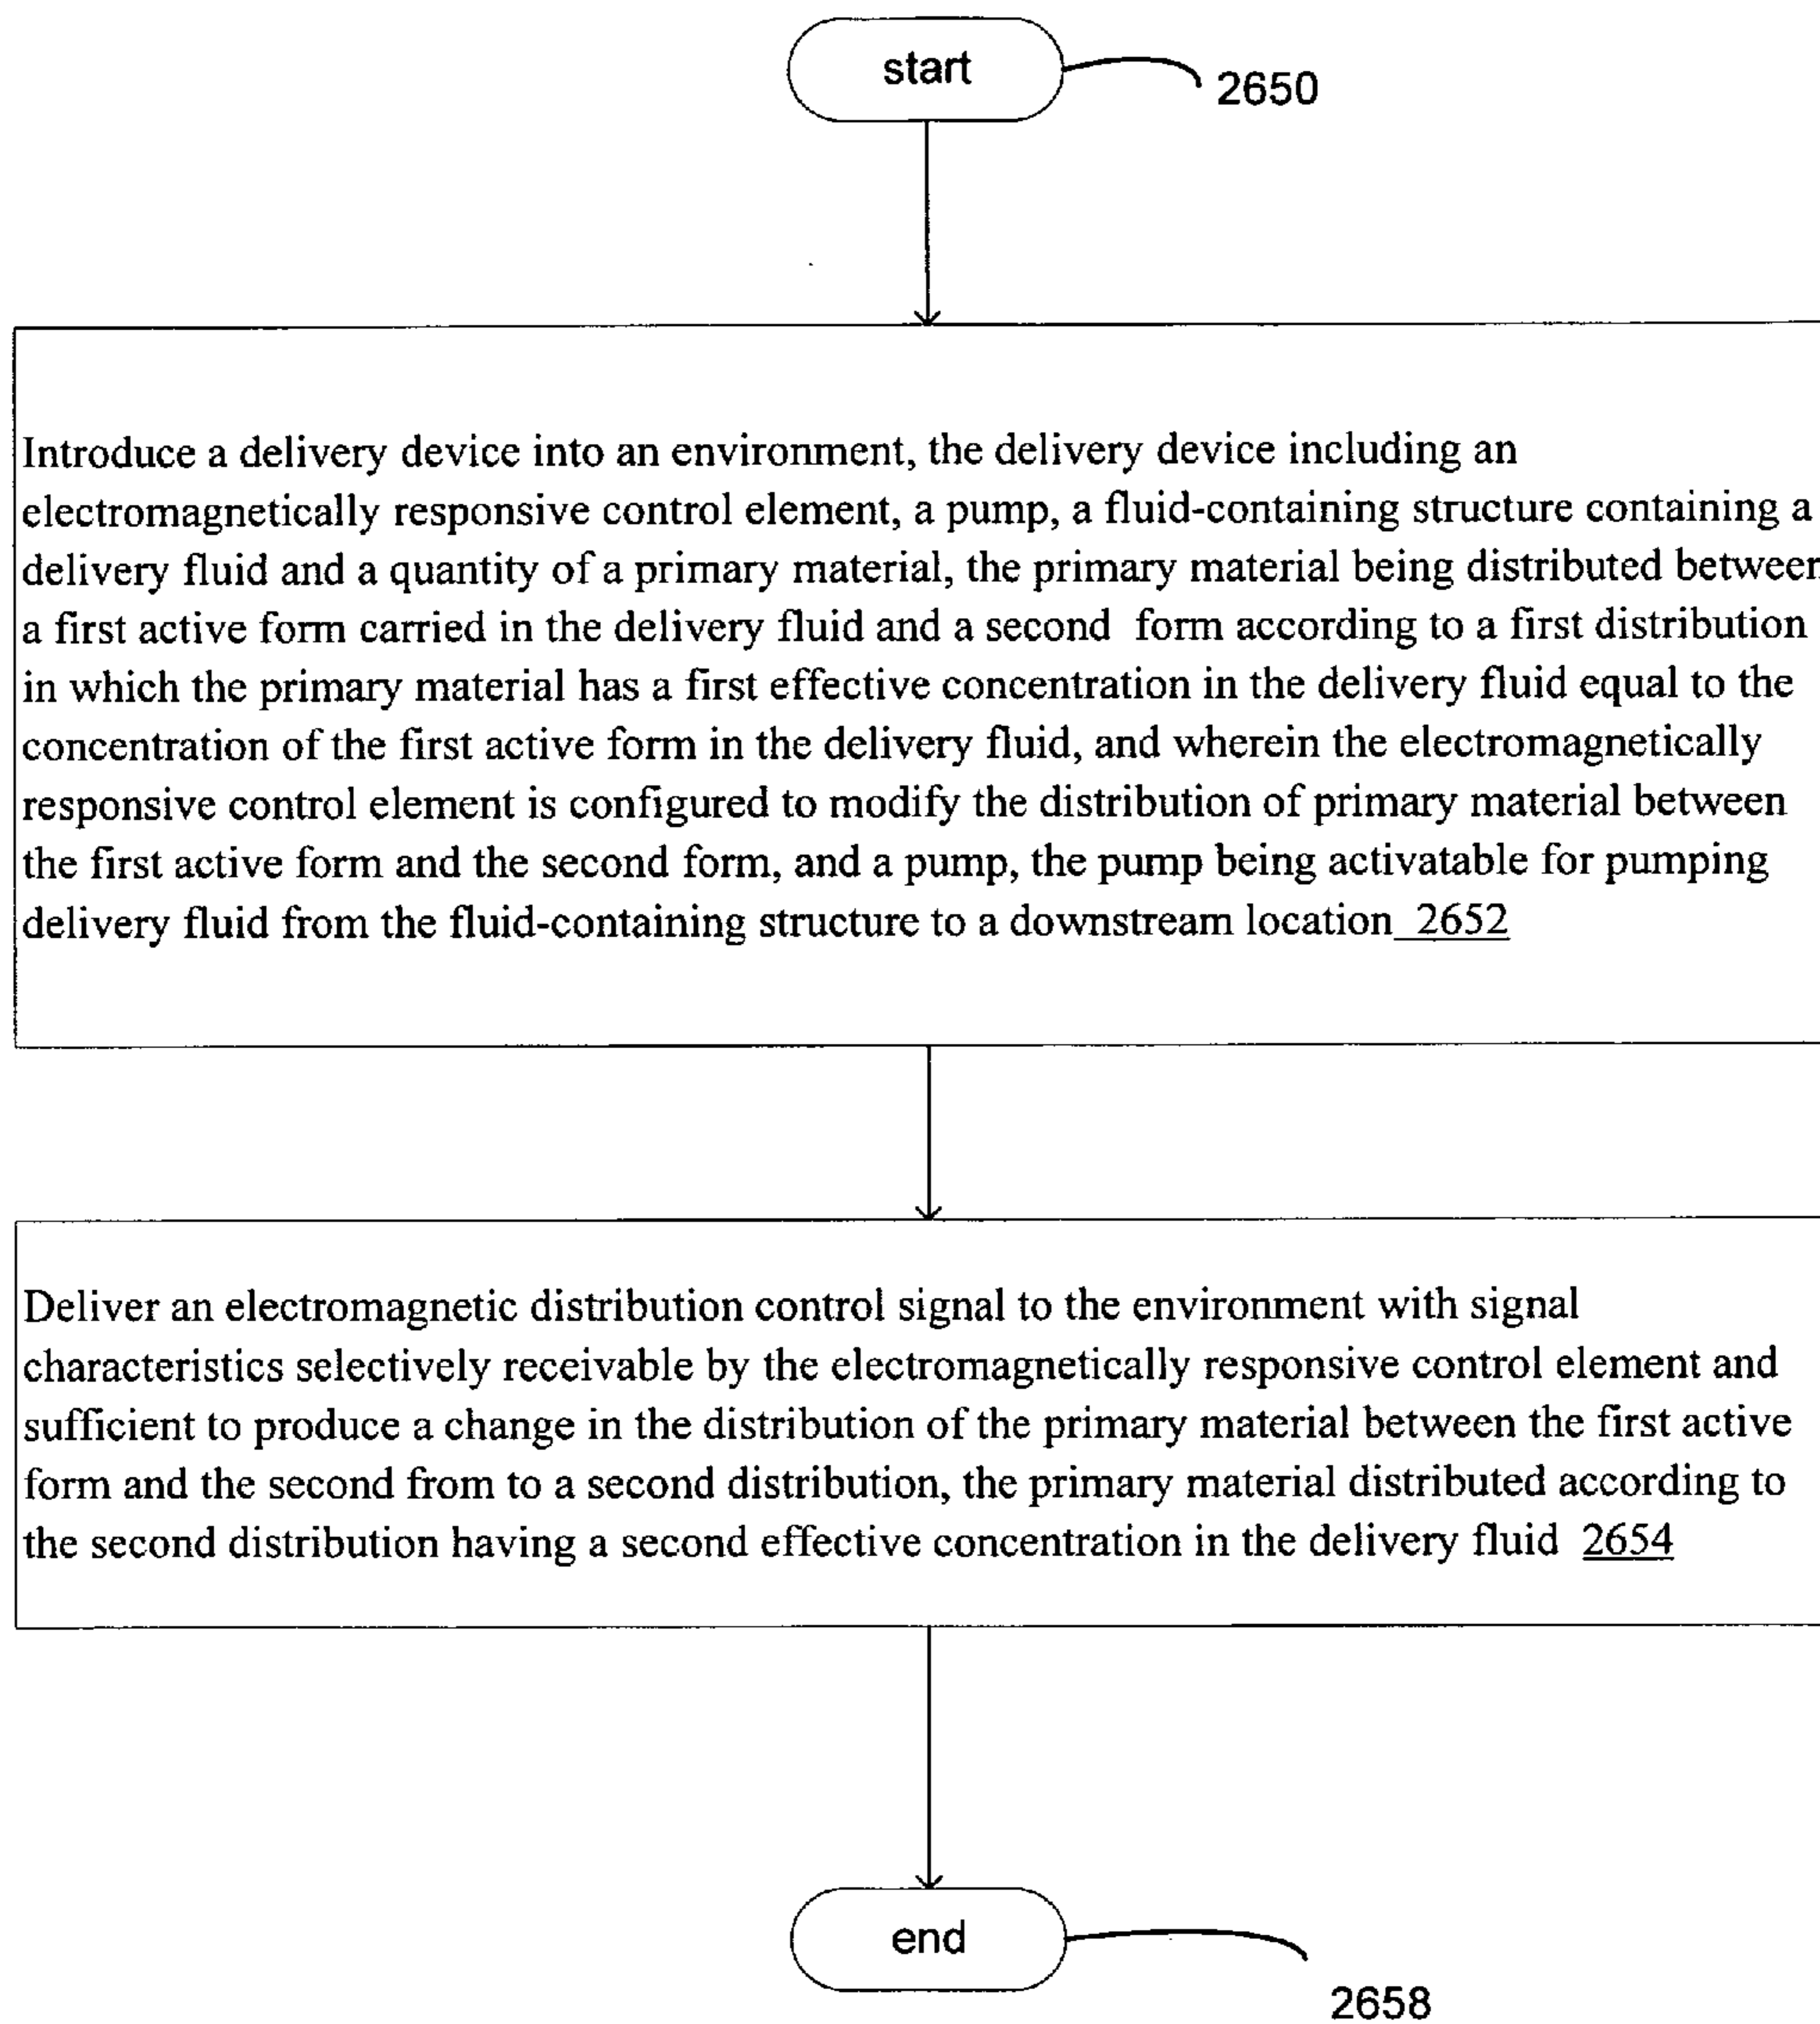 start
2650
Introduce a delivery device into an environment, the delivery device including an
electromagnetically responsive control element, a pump, a fluid-containing structure containing a
delivery fluid and a quantity of a primary material, the primary material being distributed between
a first active form carried in the delivery fluid and a second form according to a first distribution
in which the primary material has a first effective concentration in the delivery fluid equal to the
concentration of the first active form in the delivery fluid, and wherein the electromagnetically
responsive control element is configured to modify the distribution of primary material between
the first active form and the second form, and a pump, the pump being activatable for pumping
delivery fluid from the fluid-containing structure to a downstream location 2652
Deliver an electromagnetic distribution control signal to the environment with signal
characteristics selectively receivable by the electromagnetically responsive control element and
sufficient to produce a change in the distribution of the primary material between the first active
form and the second from to a second distribution, the primary material distributed according to
the second distribution having a second effective concentration in the delivery fluid 2654
end
2658